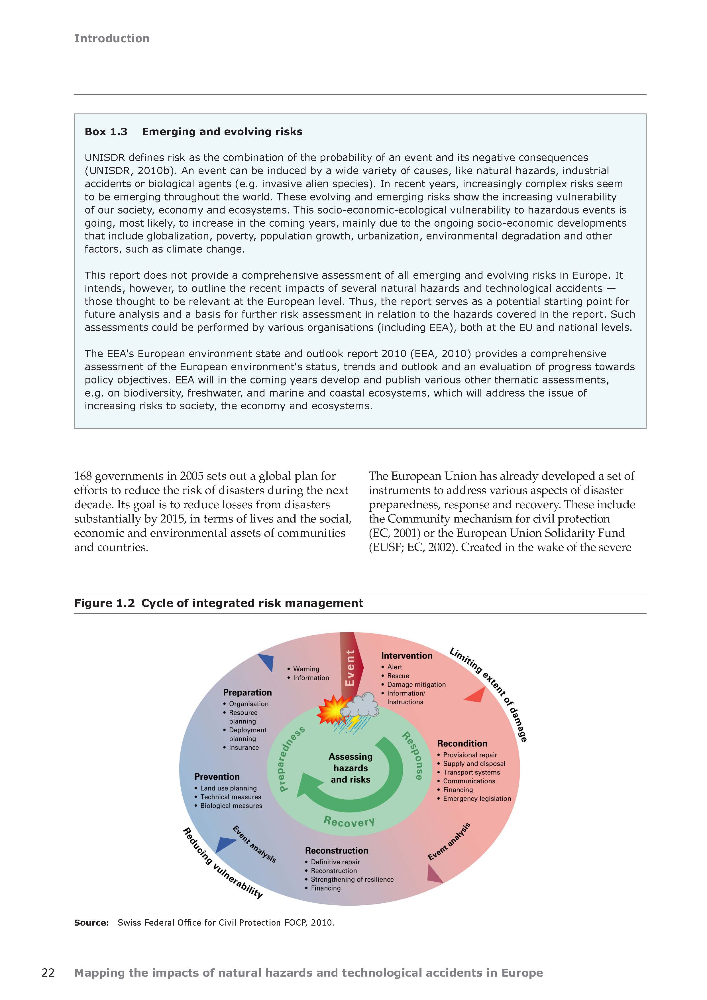 Introduction
Box 1.3 Emerging and evolving risks
UNISDR defines risk as the combination of the probability of an event and its negative consequences
(UNISDR, 2010b). An event can be induced by a wide variety of causes, like natural hazards, industrial
accidents or biological agents (e.g. invasive alien species). In recent years, increasingly complex risks seem
to be emerging throughout the world. These evolving and emerging risks show the increasing vulnerability
of our society, economy and ecosystems. This socio-economic-ecological vulnerability to hazardous events is
going, most likely, to increase in the coming years, mainly due to the ongoing socio-economic developments
that include globalization, poverty, population growth, urbanization, environmental degradation and other
factors, such as climate change.
This report does not provide a comprehensive assessment of all emerging and evolving risks in Europe. It
intends, however, to outline the recent impacts of several natural hazards and technological accidents —
those thought to be relevant at the European level. Thus, the report serves as a potential starting point for
future analysis and a basis for further risk assessment in relation to the hazards covered in the report. Such
assessments could be performed by various organisations (including EEA), both at the EU and national levels.
The EEA's European environment state and outlook report 2010 (EEA, 2010) provides a comprehensive
assessment of the European environment's status, trends and outlook and an evaluation of progress towards
policy objectives. EEA will in the coming years develop and publish various other thematic assessments,
e.g. on biodiversity, freshwater, and marine and coastal ecosystems, which will address the issue of
increasing risks to society, the economy and ecosystems.
168 governments in 2005 sets out a global plan for
efforts to reduce the risk of disasters during the next
decade. Its goal is to reduce losses from disasters
substantially by 2015, in terms of lives and the social,
economic and environmental assets of communities
and countries.
The European Union has already developed a set of
instruments to address various aspects of disaster
preparedness, response and recovery. These include
the Community mechanism for civil protection
(EC, 2001) or the European Union Solidarity Fund
(EUSF; EC, 2002). Created in the wake of the severe
Figure 1.2 Cycle of integrated risk management
• Warning
• Information
Event
Intervention
• Alert
• Rescue
• Damage mitigation
• Information/
Instructions
Limiting extent of damage
Preparation
• Organisation
• Resource
planning
• Deployment
planning
• Insurance
Preparedness
Response
Assessing
hazards
and risks
Recovery
Recondition
• Provisional repair
• Supply and disposal
• Transport systems
• Communications
• Financing
• Emergency legislation
Prevention
• Land use planning
• Technical measures
• Biological measures
Event analysis
Reducing vulnerability
Event analysis
Reconstruction
• Definitive repair
• Reconstruction
• Strengthening of resilience
• Financing
Source: Swiss Federal Office for Civil Protection FOCP, 2010.
22 Mapping the impacts of natural hazards and technological accidents in Europe